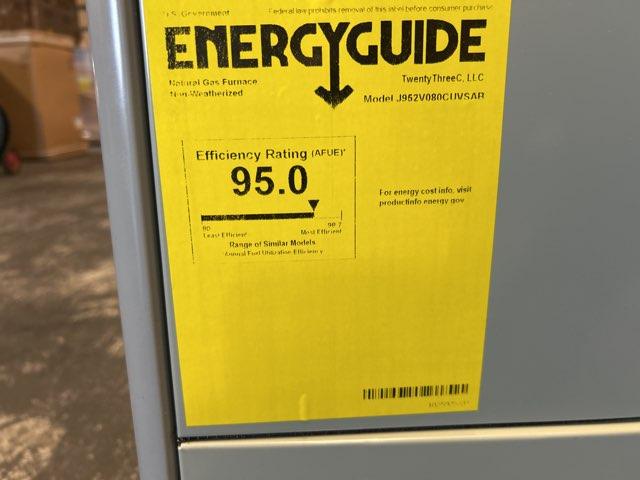 U.S. Government
Federal law prohibits removal of this label before consumer purchase
ENERGYGUIDE
Natural Gas Furnace
Non-Weatherized
TwentyThreeC, LLC
Model J952V080CUVSAB
Efficiency Rating (AFUE)*
95.0
80
98.7
Least Efficient
Most Efficient
Range of Similar Models
*Annual Fuel Utilization Efficiency
For energy cost info, visit
productinfo.energy.gov